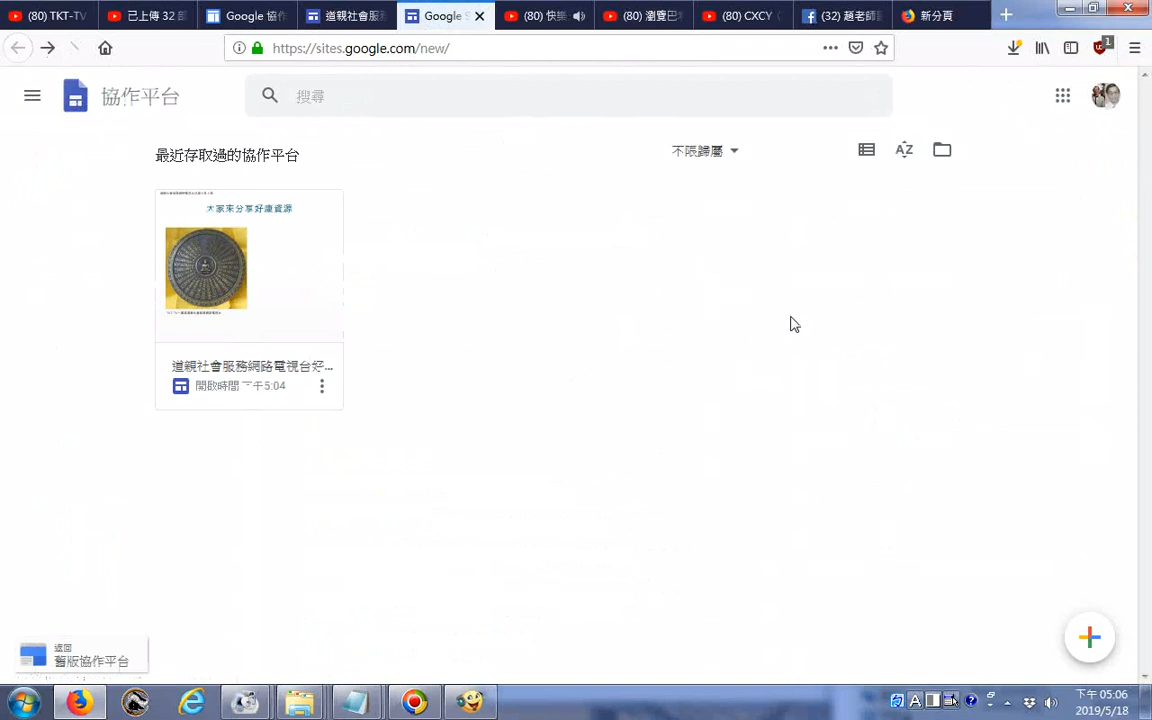 (80) TKT-TV
已上傳 32 部
Google 協作
道親社會服
Google S
(80) 快樂
(80) 瀏覽巴
(80) CXCY
(32) 趙老師
新分頁
https://sites.google.com/new/
1
協作平台
搜尋
最近存取過的協作平台
不限歸屬
AZ
大家來分享好康資源
道親社會服務網路電視台好...
開啟時間 下午5:04
返回
舊版協作平台
下午 05:06
2019/5/18